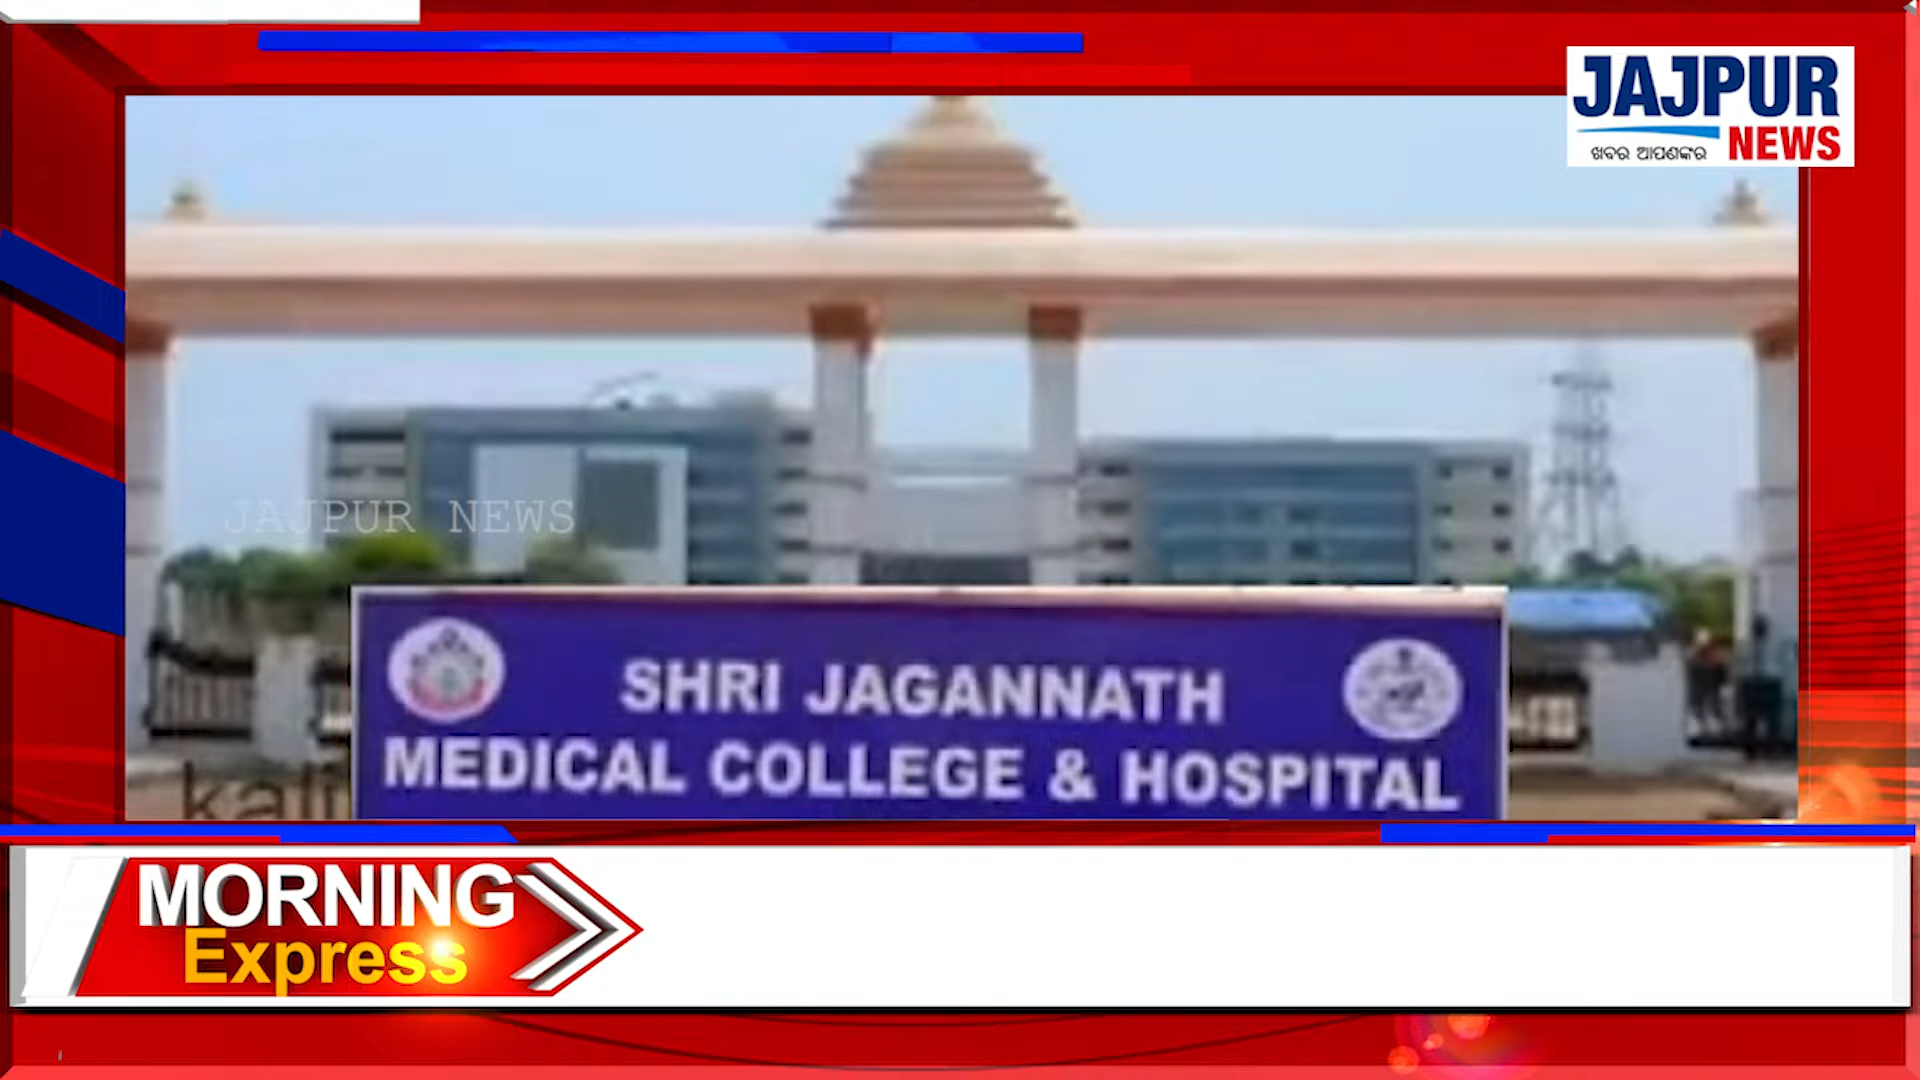 JAJPUR
NEWS
ଖବର ଆପଣଙ୍କର
JAJPUR NEWS
SHRI JAGANNATH
MEDICAL COLLEGE & HOSPITAL
MORNING
Express